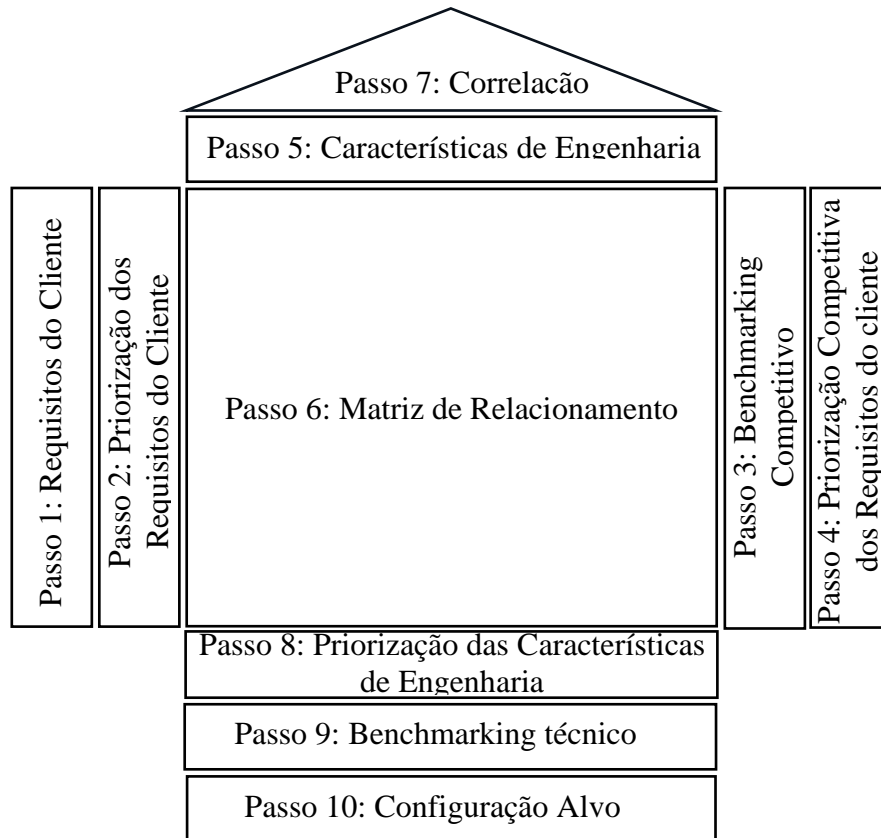 Passo 7: Correlacão
Passo 5: Características de Engenharia
Passo 1: Requisitos do Cliente
Passo 2: Priorização dos
Requisitos do Cliente
Passo 6: Matriz de Relacionamento
Passo 3: Benchmarking
Competitivo
Passo 4: Priorização Competitiva
dos Requisitos do cliente
Passo 8: Priorização das Características
de Engenharia
Passo 9: Benchmarking técnico
Passo 10: Configuração Alvo